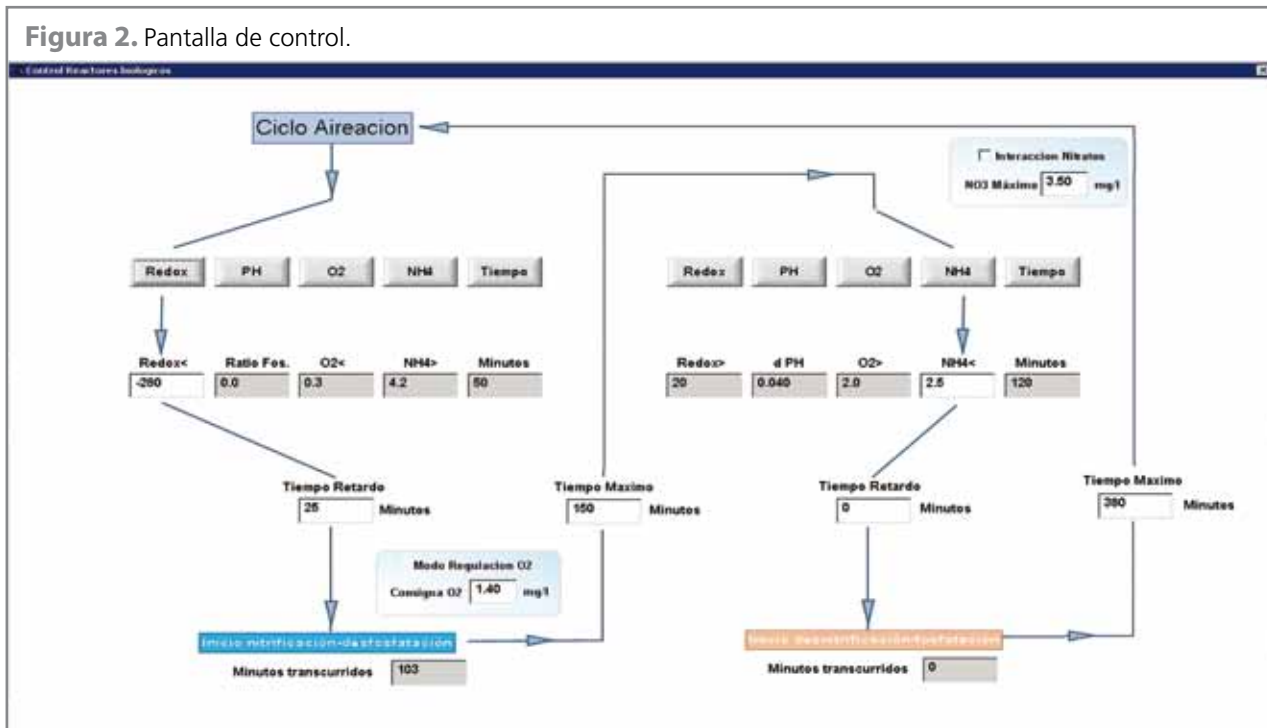 Figura 2. Pantalla de control.
Control Reactores biologicos
Ciclo Aireacion
Interaccion Nitratos
NO3 Máximo 3.50 mg/l
Redox PH O2 NH4 Tiempo
Redox PH O2 NH4 Tiempo
Redox< Ratio Fos. O2< NH4> Minutos
-280 0.0 0.3 4.2 50
Redox> d PH O2> NH4< Minutos
20 0.040 2.0 2.5 120
Tiempo Retardo
25 Minutos
Tiempo Maximo
150 Minutos
Tiempo Retardo
0 Minutos
Tiempo Maximo
380 Minutos
Modo Regulacion O2
Consigna O2 1.40 mg/l
Inicio nitrificación-desfosfatación
Minutos transcurridos 103
Inicio desnitrificación-fosfatación
Minutos transcurridos 0